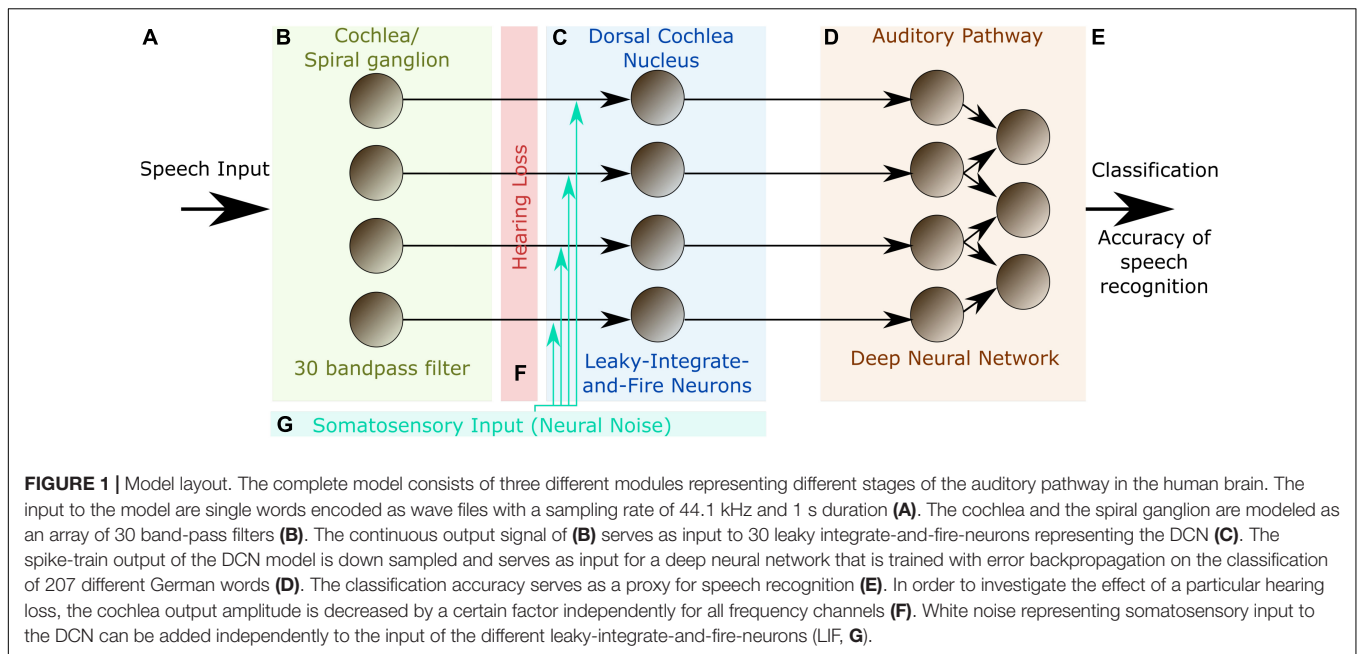 A
B
Cochlea/
Spiral ganglion
C
Dorsal Cochlea
Nucleus
D
Auditory Pathway
E
Speech Input
Hearing Loss
Classification
Accuracy of
speech
recognition
30 bandpass filter
F
Leaky-Integrate-
and-Fire Neurons
Deep Neural Network
G Somatosensory Input (Neural Noise)
FIGURE 1 | Model layout. The complete model consists of three different modules representing different stages of the auditory pathway in the human brain. The
input to the model are single words encoded as wave files with a sampling rate of 44.1 kHz and 1 s duration (A). The cochlea and the spiral ganglion are modeled as
an array of 30 band-pass filters (B). The continuous output signal of (B) serves as input to 30 leaky integrate-and-fire-neurons representing the DCN (C). The
spike-train output of the DCN model is down sampled and serves as input for a deep neural network that is trained with error backpropagation on the classification
of 207 different German words (D). The classification accuracy serves as a proxy for speech recognition (E). In order to investigate the effect of a particular hearing
loss, the cochlea output amplitude is decreased by a certain factor independently for all frequency channels (F). White noise representing somatosensory input to
the DCN can be added independently to the input of the different leaky-integrate-and-fire-neurons (LIF, G).